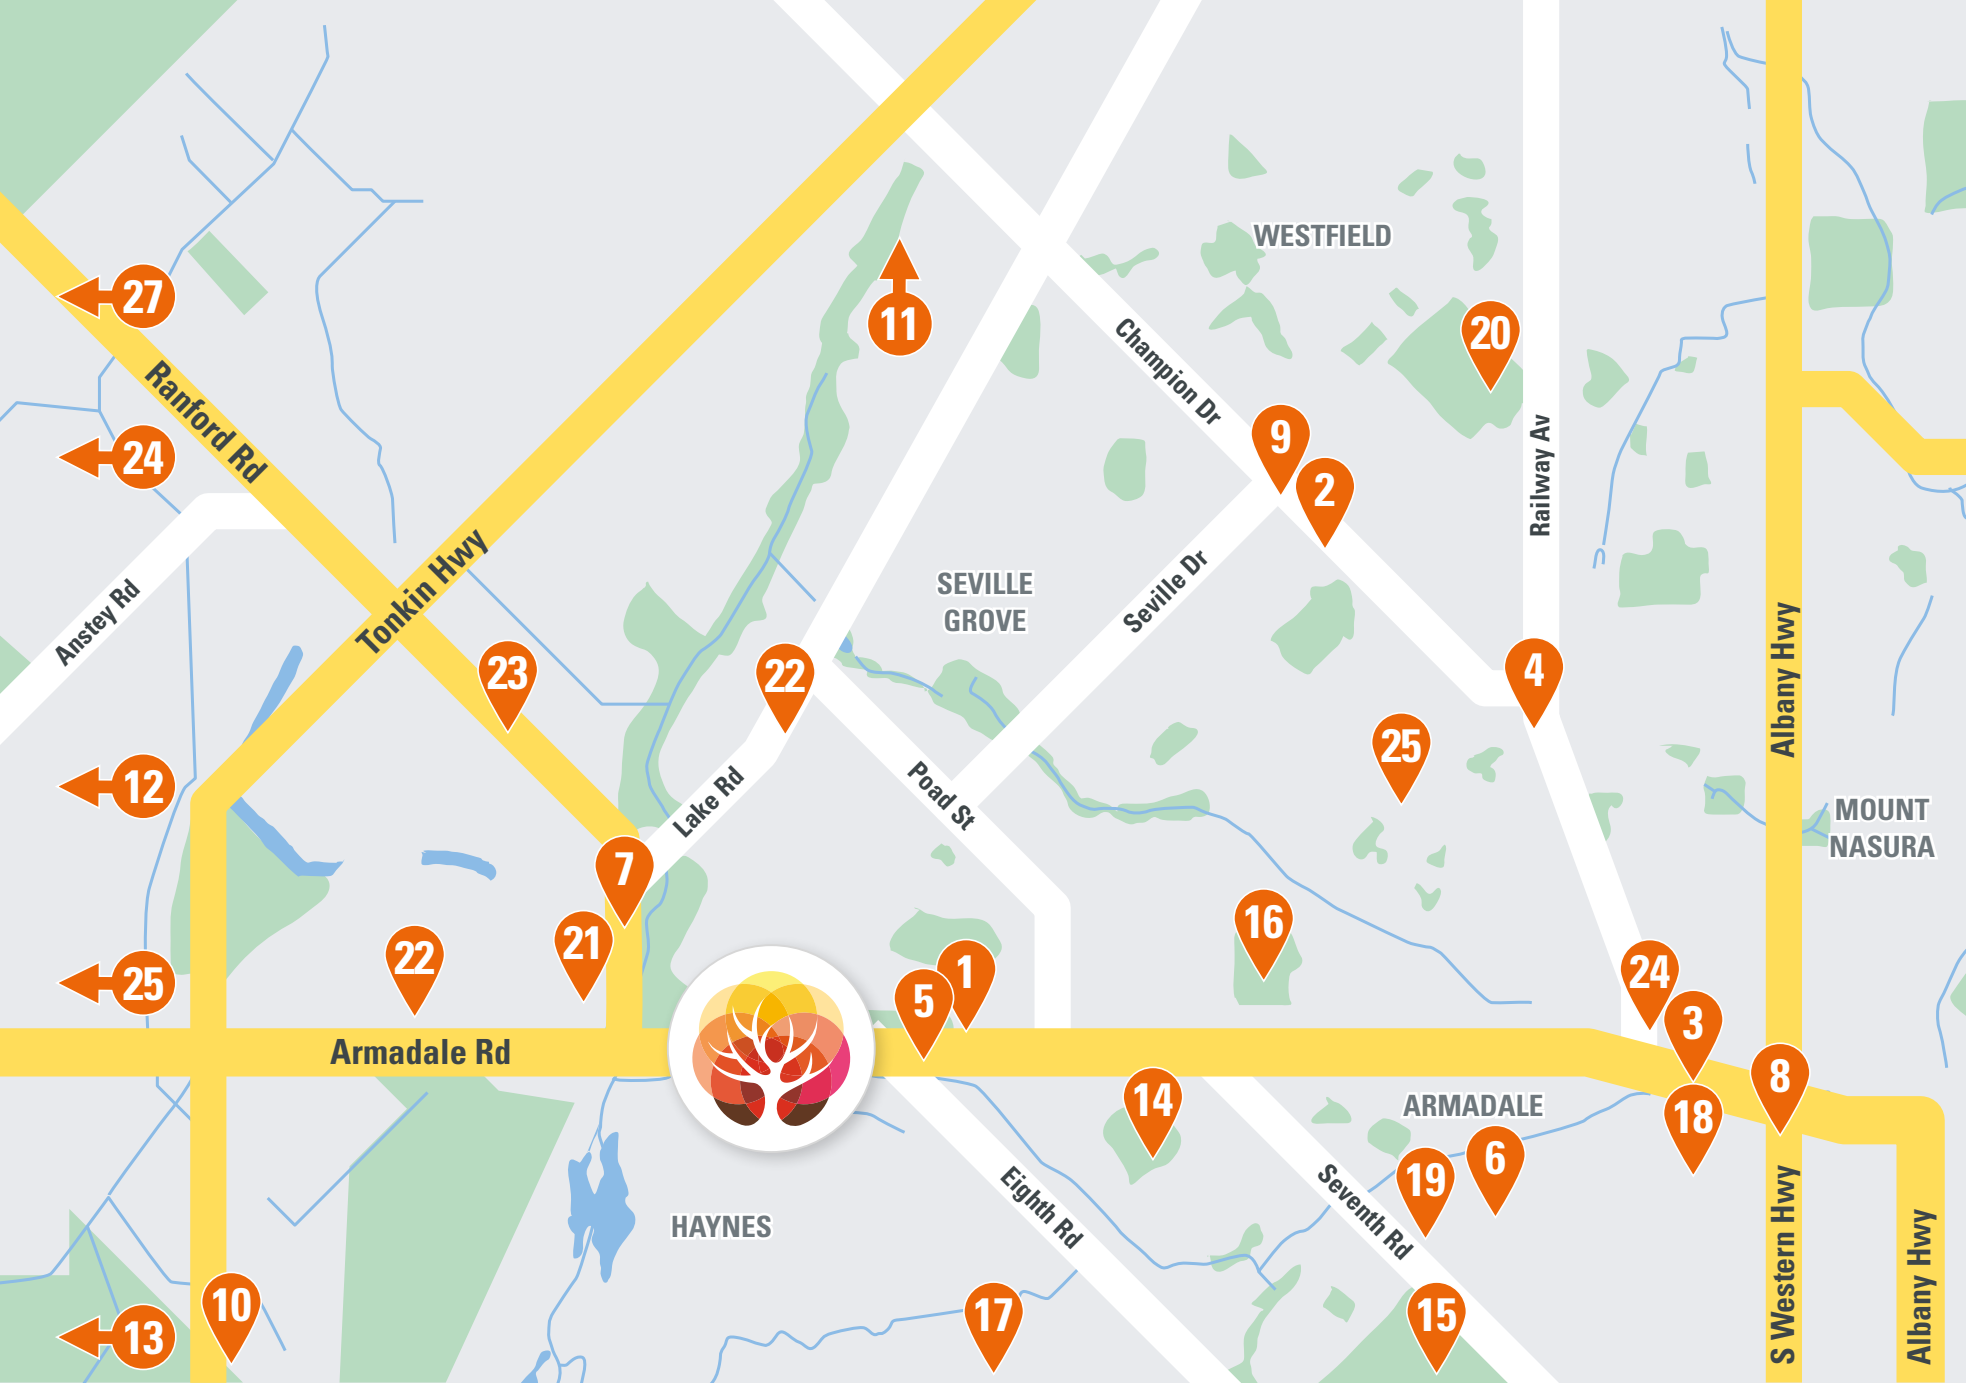 WESTFIELD
27
11
20
Champion Dr
Ranford Rd
24
9
2
Railway Av
Tonkin Hwy
SEVILLE
GROVE
Seville Dr
Anstey Rd
23
22
4
Albany Hwy
25
12
Lake Rd
Poad St
MOUNT
NASURA
7
16
21
22
25
1
5
24
3
Armadale Rd
8
14
ARMADALE
18
6
19
Eighth Rd
Seventh Rd
HAYNES
S Western Hwy
Albany Hwy
10
13
17
15